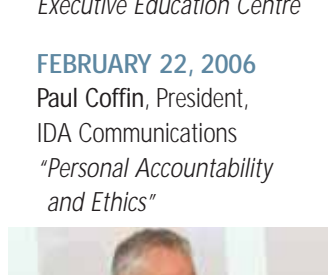 Executive Education Centre
FEBRUARY 22, 2006
Paul Coffin, President,
IDA Communications
“Personal Accountability
and Ethics”